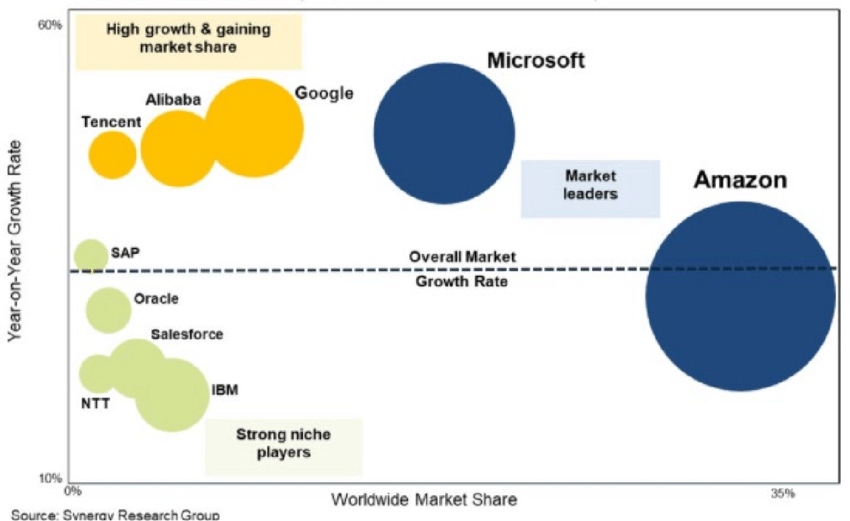 60%
High growth & gaining
market share
Microsoft
Google
Alibaba
Tencent
Market
leaders
Amazon
Year-on-Year Growth Rate
SAP
Overall Market
Growth Rate
Oracle
Salesforce
IBM
NTT
Strong niche
players
10%
0%
Worldwide Market Share
35%
Source: Synergy Research Group